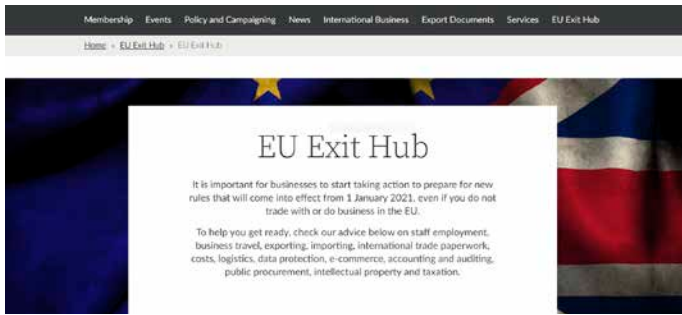 Membership Events Policy and Campaigning News International Business Export Documents Services EU Exit Hub
Home » EU Exit Hub » EU Exit Hub
EU Exit Hub
It is important for businesses to start taking action to prepare for new
rules that will come into effect from 1 January 2021, even if you do not
trade with or do business in the EU.
To help you get ready, check our advice below on staff employment,
business travel, exporting, importing, international trade paperwork,
costs, logistics, data protection, e-commerce, accounting and auditing,
public procurement, intellectual property and taxation.